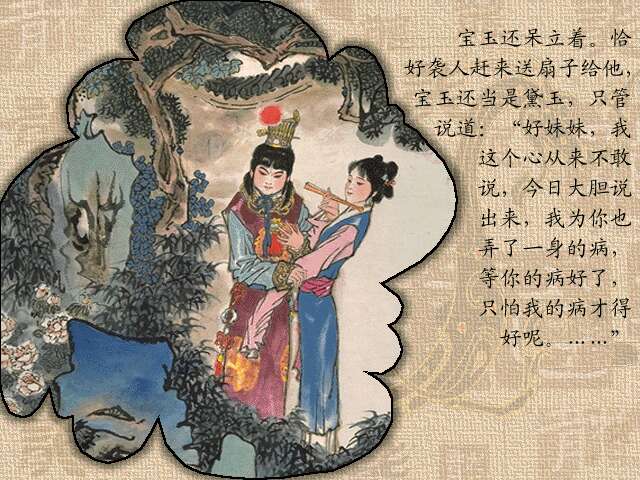 宝玉还呆立着。恰
好袭人赶来送扇子给他,
宝玉还当是黛玉，只管
说道：“好妹妹，我
这个心从来不敢
说，今日大胆说
出来，我为你也
弄了一身的病，
等你的病好了，
只怕我的病才得
好呢。……”